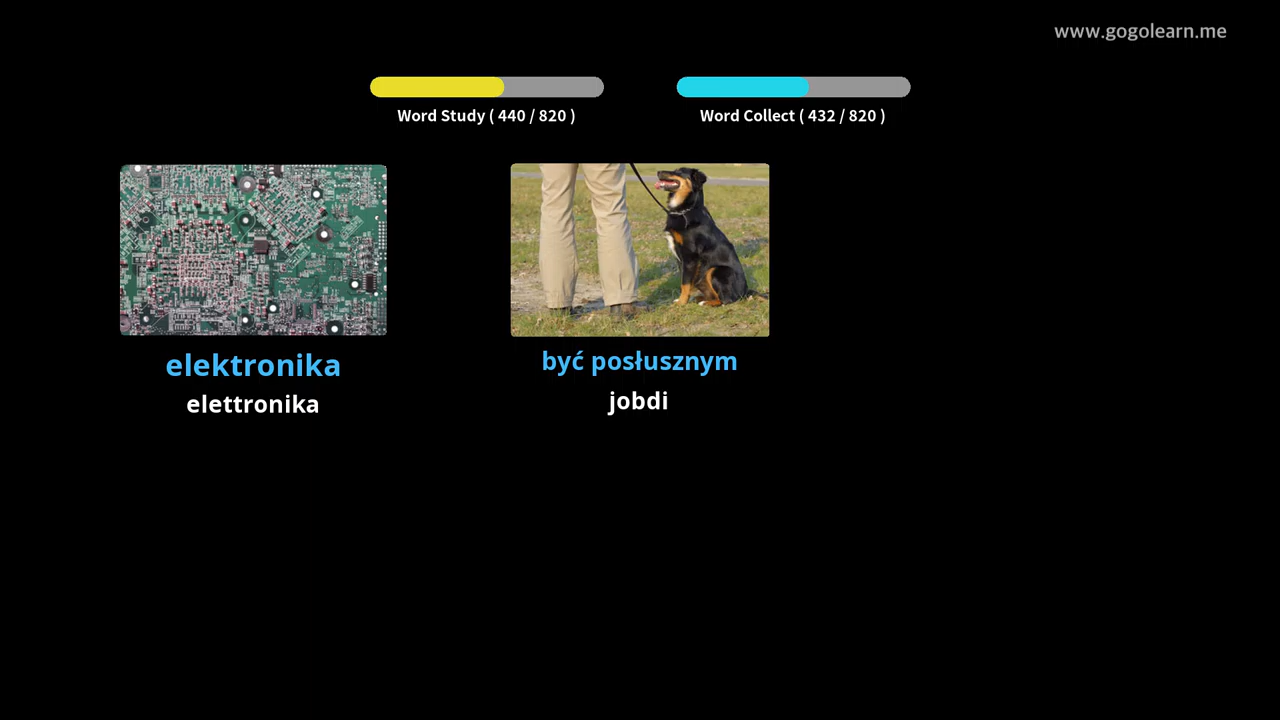 www.gogolearn.me
Word Study ( 440 / 820 )
Word Collect ( 432 / 820 )
elektronika
elettronika
być posłusznym
jobdi